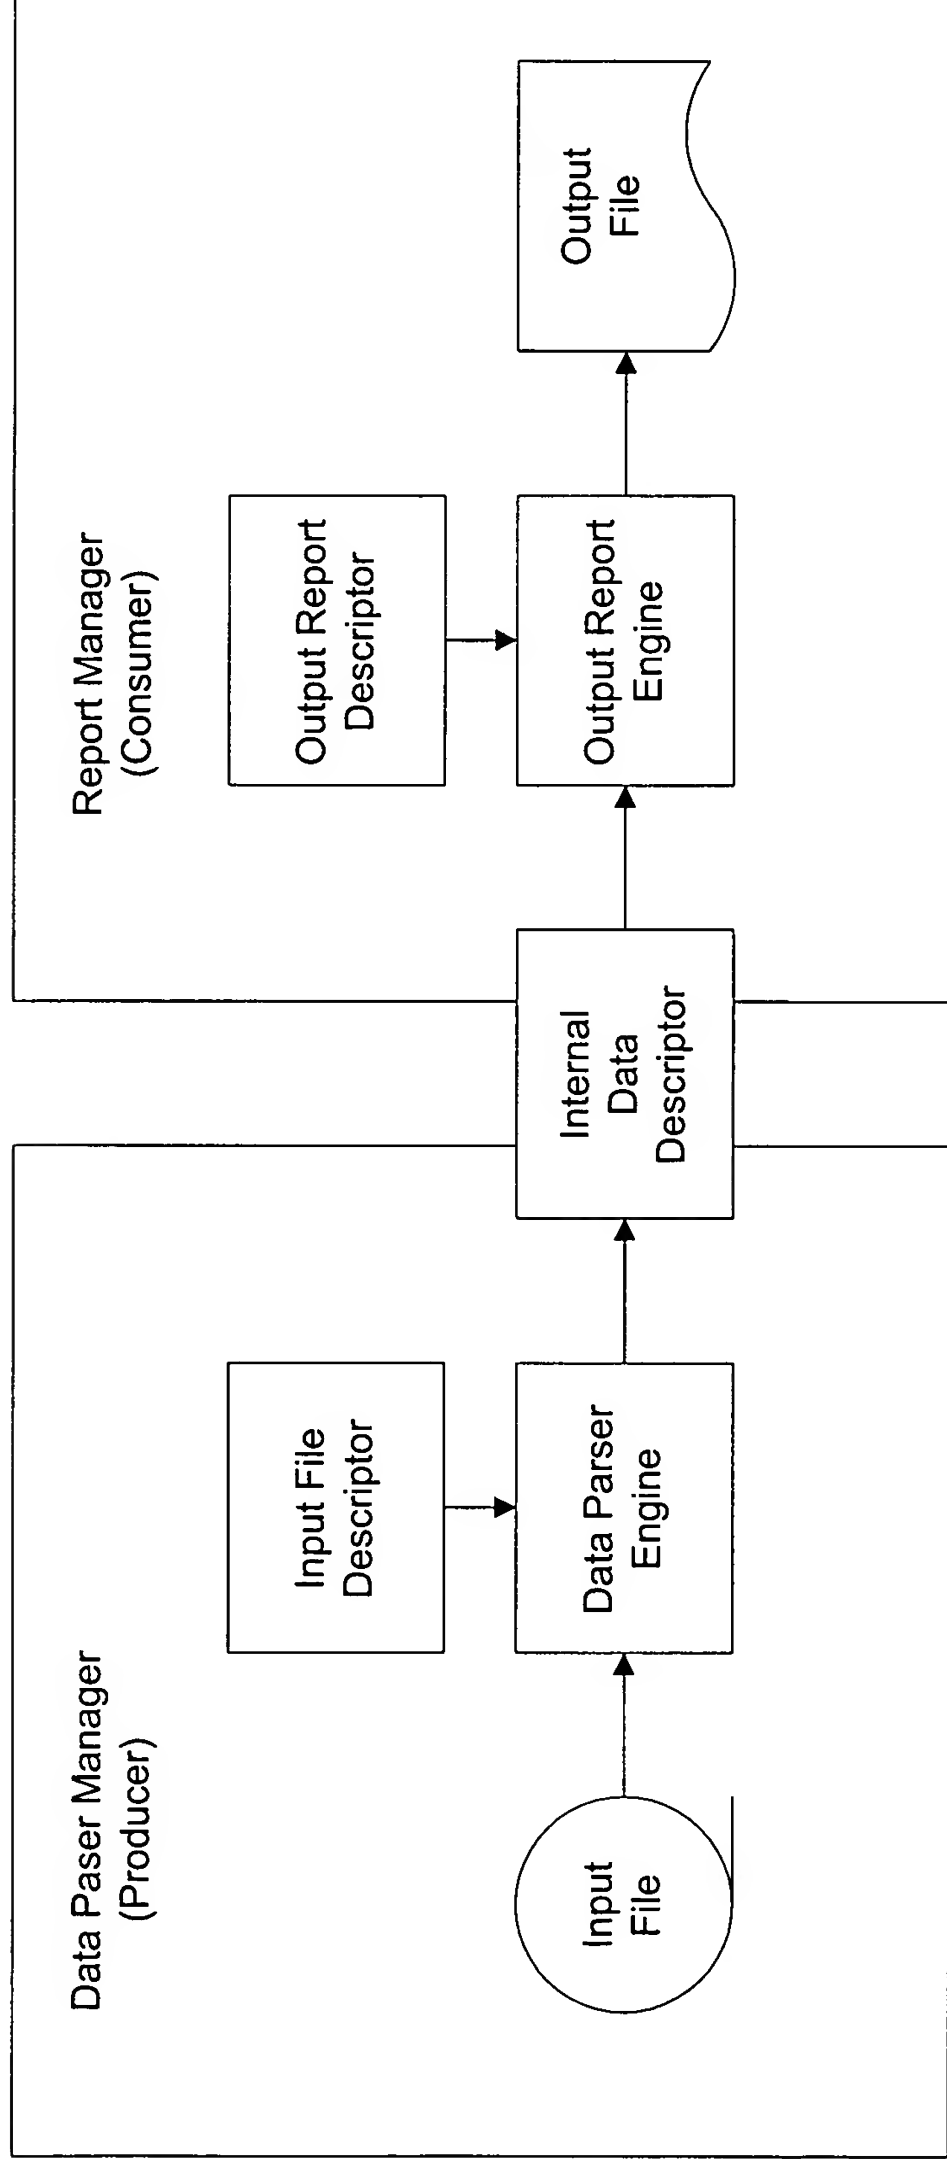 Data Paser Manager
(Producer)
Input File
Descriptor
Input
File
Data Parser
Engine
Internal
Data
Descriptor
Report Manager
(Consumer)
Output Report
Descriptor
Output Report
Engine
Output
File